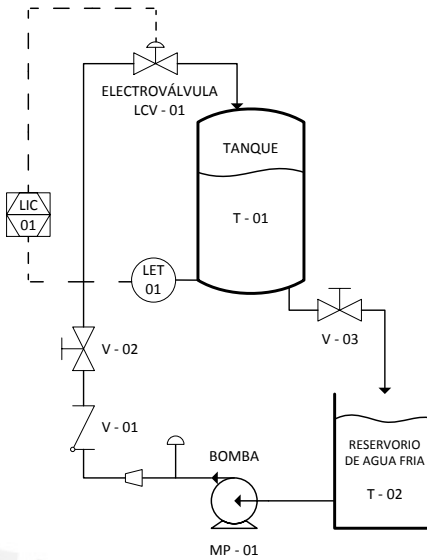 ELECTROVÁLVULA
LCV - 01
TANQUE
T - 01
LIC
01
LET
01
V - 02
V - 03
V - 01
BOMBA
RESERVORIO
DE AGUA FRIA
T - 02
MP - 01